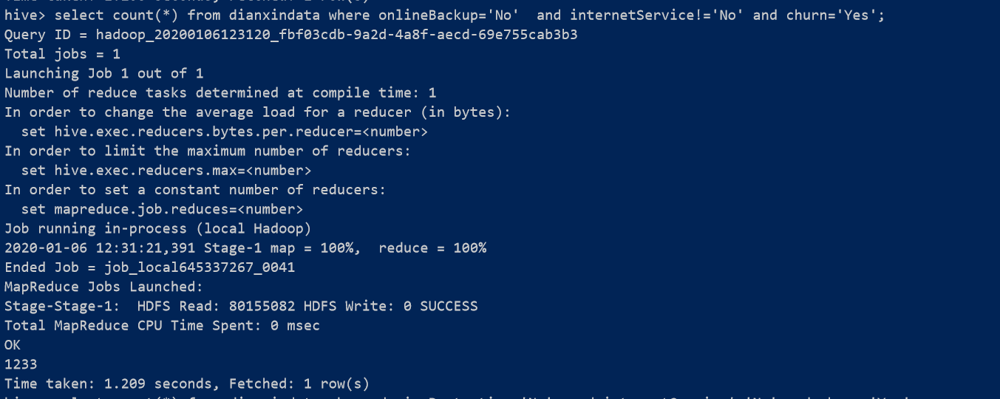 hive> select count(*) from dianxindata where onlineBackup='No'  and internetService!='No' and churn='Yes';
Query ID = hadoop_20200106123120_fbf03cdb-9a2d-4a8f-aecd-69e755cab3b3
Total jobs = 1
Launching Job 1 out of 1
Number of reduce tasks determined at compile time: 1
In order to change the average load for a reducer (in bytes):
  set hive.exec.reducers.bytes.per.reducer=<number>
In order to limit the maximum number of reducers:
  set hive.exec.reducers.max=<number>
In order to set a constant number of reducers:
  set mapreduce.job.reduces=<number>
Job running in-process (local Hadoop)
2020-01-06 12:31:21,391 Stage-1 map = 100%,  reduce = 100%
Ended Job = job_local645337267_0041
MapReduce Jobs Launched:
Stage-Stage-1:  HDFS Read: 80155082 HDFS Write: 0 SUCCESS
Total MapReduce CPU Time Spent: 0 msec
OK
1233
Time taken: 1.209 seconds, Fetched: 1 row(s)